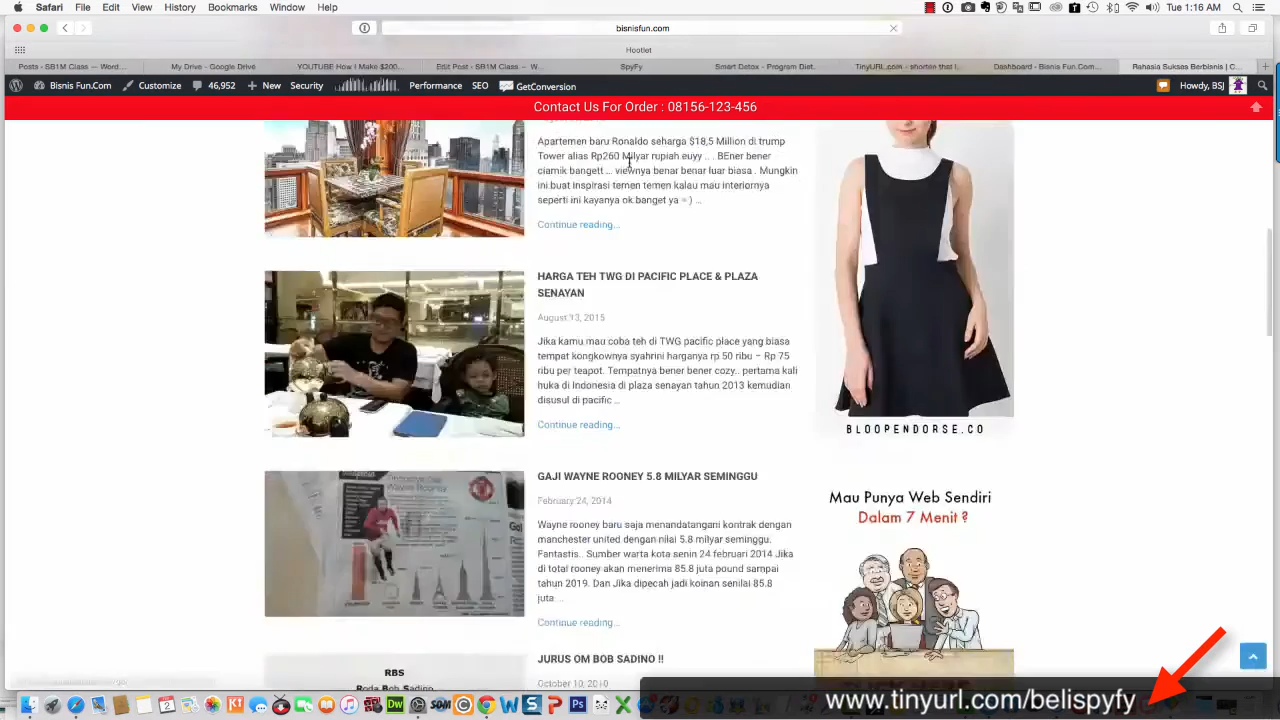 Safari File Edit View History Bookmarks Window Help
Tue 1:16 AM
bisnisfun.com
Hootlet
Posts ‹ SB1M Class — Word...
My Drive - Google Drive
YOUTUBE How I Make $200...
Edit Post ‹ SB1M Class — W...
SpyFy
Smart Detox - Program Diet...
TinyURL.com - shorten that l...
Dashboard - Bisnis Fun.Com...
Rahasia Sukses Berbisnis | C...
Bisnis Fun.Com Customize 46,952 New Security Performance SEO GetConversion Howdy, BSJ
Contact Us For Order : 08156-123-456
Apartemen baru Ronaldo seharga $18,5 Million di trump
Tower alias Rp260 Milyar rupiah euyy .. . BEner bener
ciamik bangett ... viewnya benar benar luar biasa . Mungkin
ini buat inspirasi temen temen kalau mau interiornya
seperti ini kayanya ok banget ya = ) ...
Continue reading...
HARGA TEH TWG DI PACIFIC PLACE & PLAZA
SENAYAN
August 13, 2015
Jika kamu mau coba teh di TWG pacific place yang biasa
tempat kongkownya syahrini harganya rp 50 ribu – Rp 75
ribu per teapot. Tempatnya bener bener cozy.. pertama kali
huka di Indonesia di plaza senayan tahun 2013 kemudian
disusul di pacific ...
Continue reading...
GAJI WAYNE ROONEY 5.8 MILYAR SEMINGGU
February 24, 2014
Wayne rooney baru saja menandatangani kontrak dengan
manchester united dengan nilai 5.8 milyar seminggu.
Fantastis.. Sumber warta kota senin 24 februari 2014 Jika
di total rooney akan menerima 85.8 juta pound sampai
tahun 2019. Dan Jika dipecah jadi koinan senilai 85.8
juta ...
Continue reading...
RBS
Roda Bob Sadino
JURUS OM BOB SADINO !!
October 10, 2010
BLOOPENDORSE.CO
Mau Punya Web Sendiri
Dalam 7 Menit ?
www.tinyurl.com/belispyfy